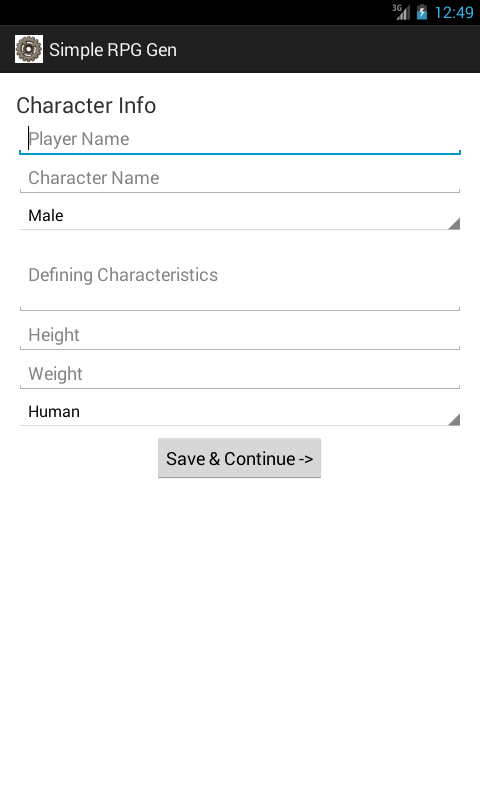 3G 12:49
Simple RPG Gen
Character Info
Player Name
Character Name
Male
Defining Characteristics
Height
Weight
Human
Save & Continue ->